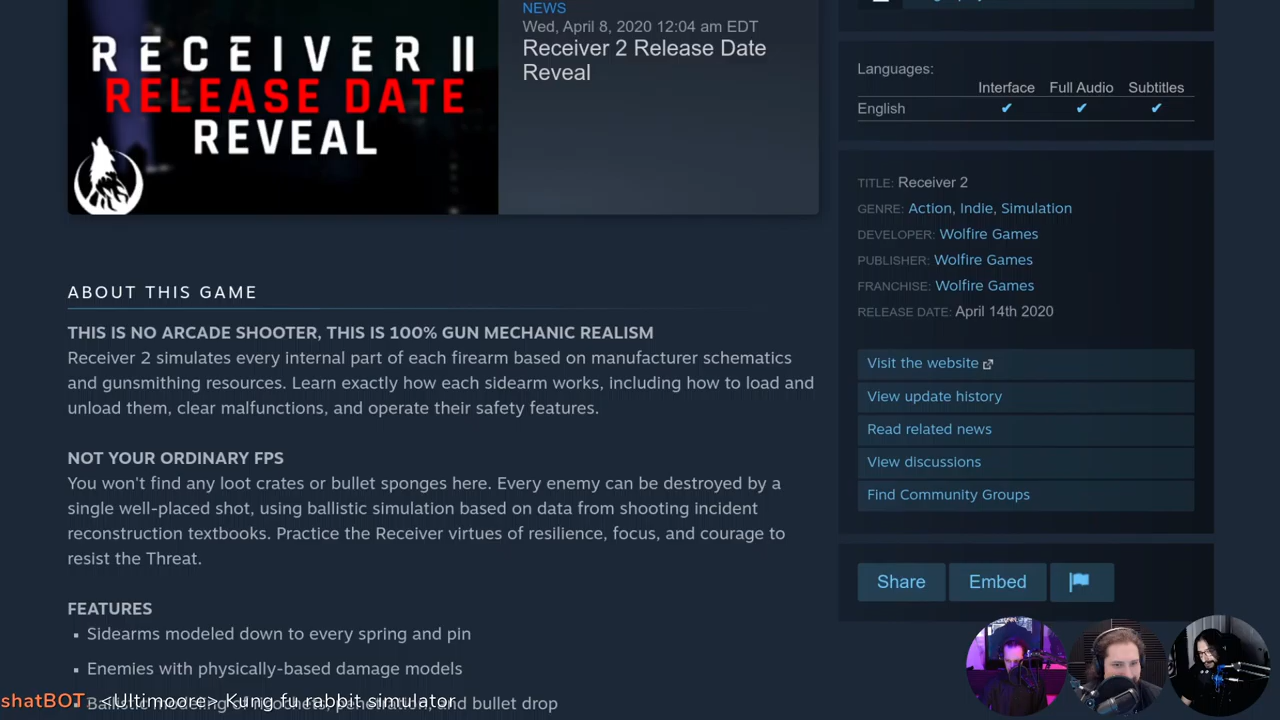 RECEIVER II
RELEASE DATE
REVEAL
NEWS
Wed, April 8, 2020 12:04 am EDT
Receiver 2 Release Date
Reveal
ABOUT THIS GAME
THIS IS NO ARCADE SHOOTER, THIS IS 100% GUN MECHANIC REALISM
Receiver 2 simulates every internal part of each firearm based on manufacturer schematics
and gunsmithing resources. Learn exactly how each sidearm works, including how to load and
unload them, clear malfunctions, and operate their safety features.
NOT YOUR ORDINARY FPS
You won't find any loot crates or bullet sponges here. Every enemy can be destroyed by a
single well-placed shot, using ballistic simulation based on data from shooting incident
reconstruction textbooks. Practice the Receiver virtues of resilience, focus, and courage to
resist the Threat.
FEATURES
▪ Sidearms modeled down to every spring and pin
▪ Enemies with physically-based damage models
and bullet drop
shatBOT: <Ultimoore> Kung fu rabbit simulator
Languages:
Interface Full Audio Subtitles
English ✔ ✔ ✔
TITLE: Receiver 2
GENRE: Action, Indie, Simulation
DEVELOPER: Wolfire Games
PUBLISHER: Wolfire Games
FRANCHISE: Wolfire Games
RELEASE DATE: April 14th 2020
Visit the website
View update history
Read related news
View discussions
Find Community Groups
Share Embed